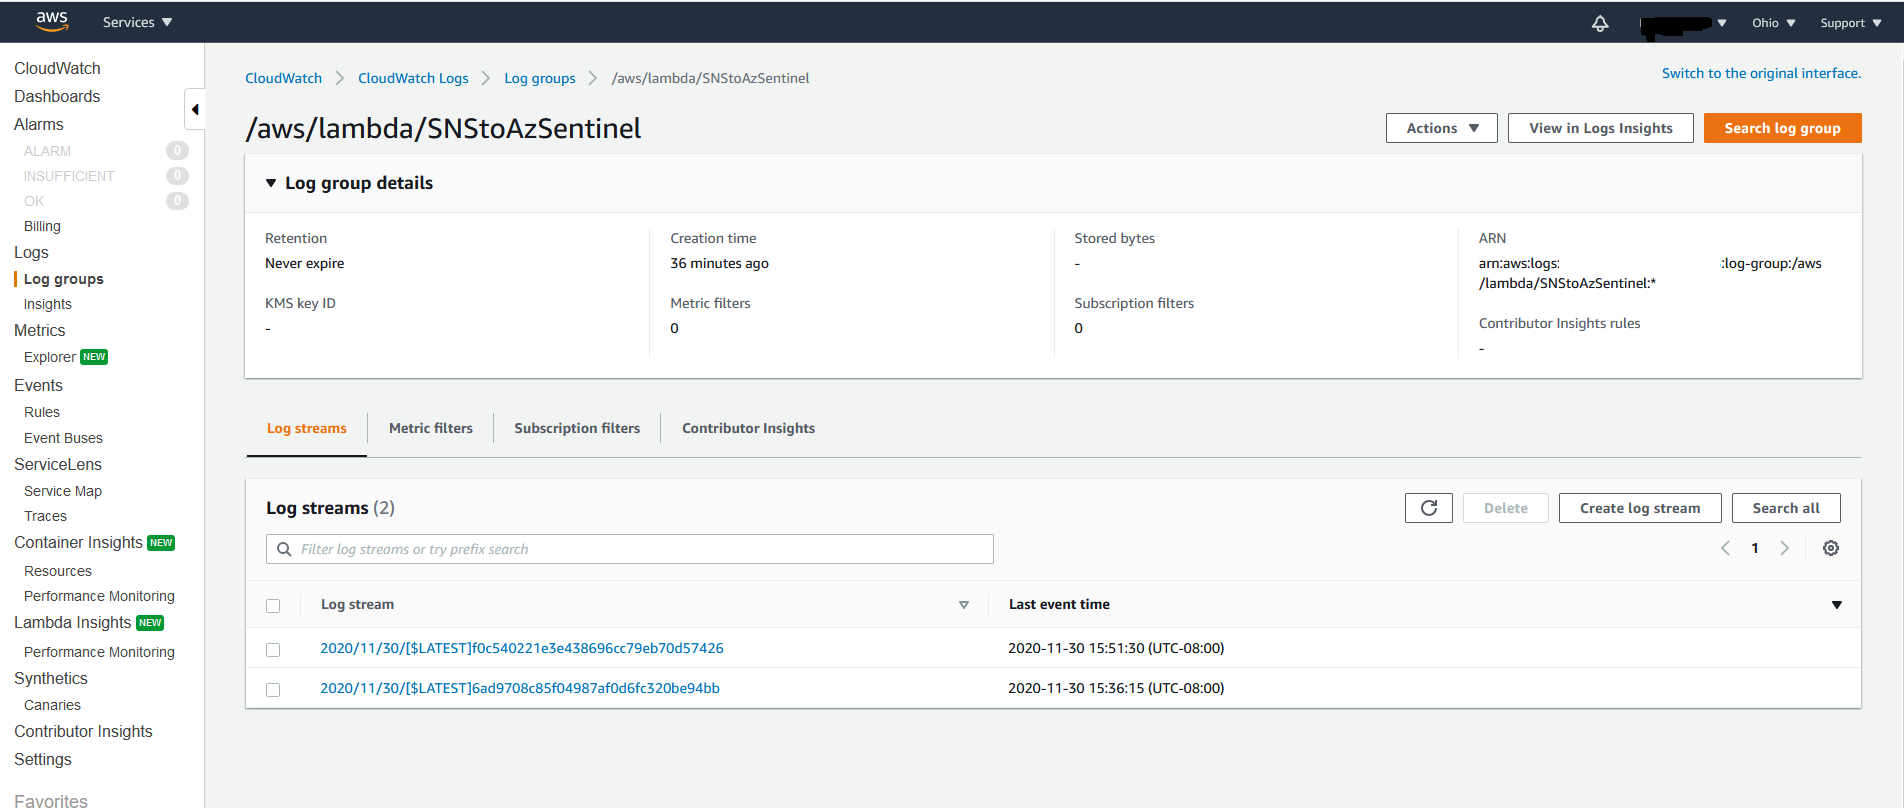 aws Services Ohio Support
CloudWatch
Dashboards
Alarms
ALARM 0
INSUFFICIENT 0
OK 0
Billing
Logs
Log groups
Insights
Metrics
Explorer NEW
Events
Rules
Event Buses
ServiceLens
Service Map
Traces
Container Insights NEW
Resources
Performance Monitoring
Lambda Insights NEW
Performance Monitoring
Synthetics
Canaries
Contributor Insights
Settings
Favorites
CloudWatch CloudWatch Logs Log groups /aws/lambda/SNStoAzSentinel
Switch to the original interface.
/aws/lambda/SNStoAzSentinel
Actions View in Logs Insights Search log group
Log group details
Retention
Never expire
KMS key ID
-
Creation time
36 minutes ago
Metric filters
0
Stored bytes
-
Subscription filters
0
ARN
arn:aws:logs: :log-group:/aws
/lambda/SNStoAzSentinel:*
Contributor Insights rules
-
Log streams Metric filters Subscription filters Contributor Insights
Log streams (2)
Delete Create log stream Search all
Filter log streams or try prefix search
1
Log stream Last event time
2020/11/30/[$LATEST]f0c540221e3e438696cc79eb70d57426 2020-11-30 15:51:30 (UTC-08:00)
2020/11/30/[$LATEST]6ad9708c85f04987af0d6fc320be94bb 2020-11-30 15:36:15 (UTC-08:00)